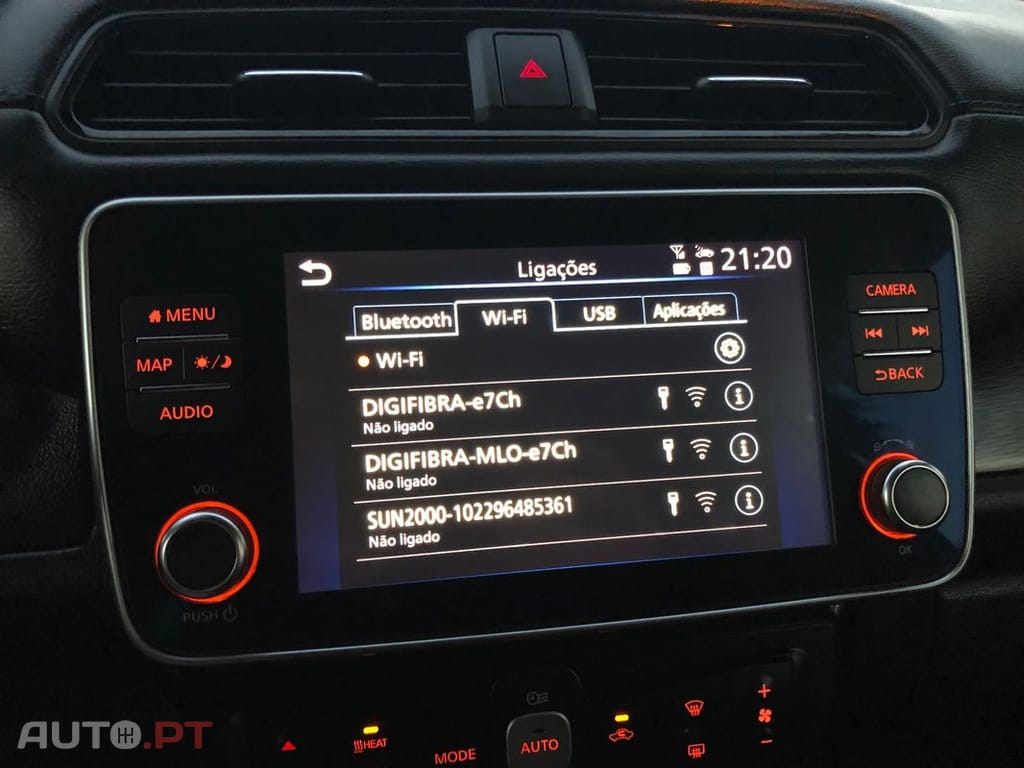 Ligações 21:20
Bluetooth Wi-Fi USB Aplicações
Wi-Fi
DIGIFIBRA-e7Ch
Não ligado
DIGIFIBRA-MLO-e7Ch
Não ligado
SUN2000-102296485361
Não ligado
MENU
MAP
AUDIO
VOL
PUSH
CAMERA
BACK
OK
HEAT
MODE
AUTO
+
-
AUTO.PT